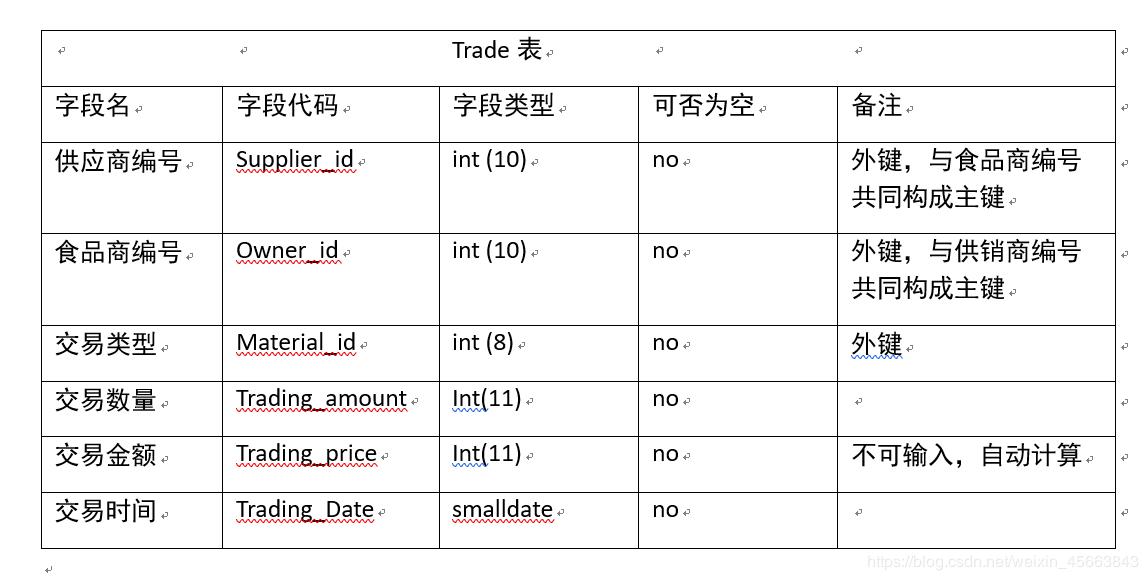 Trade 表
字段名 字段代码 字段类型 可否为空 备注
供应商编号 Supplier_id int (10) no 外键，与食品商编号
共同构成主键
食品商编号 Owner_id int (10) no 外键，与供销商编号
共同构成主键
交易类型 Material_id int (8) no 外键
交易数量 Trading_amount Int(11) no
交易金额 Trading_price Int(11) no 不可输入，自动计算
交易时间 Trading_Date smalldate no
https://blog.csdn.net/weixin_45663843